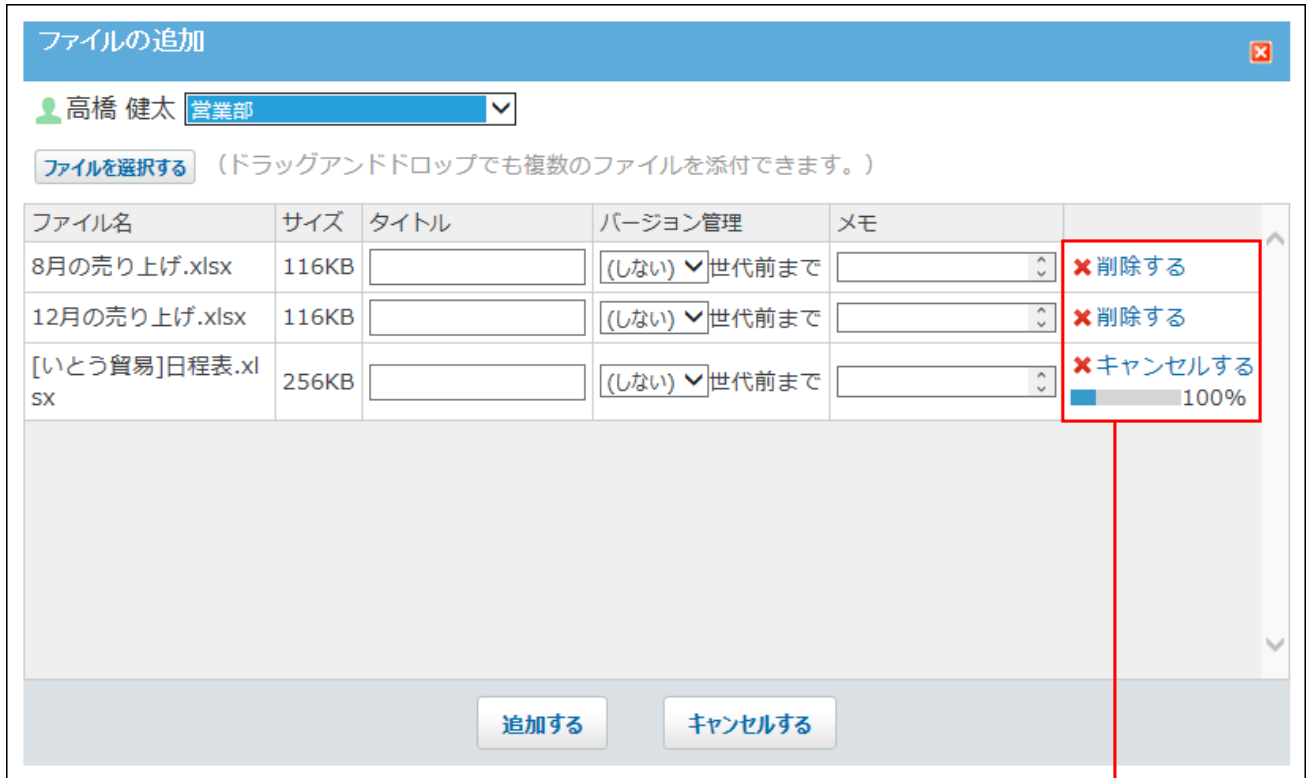 ファイルの追加
高橋 健太 営業部
ファイルを選択する （ドラッグアンドドロップでも複数のファイルを添付できます。）
ファイル名 サイズ タイトル バージョン管理 メモ
8月の売り上げ.xlsx 116KB (しない) 世代前まで 削除する
12月の売り上げ.xlsx 116KB (しない) 世代前まで 削除する
[いとう貿易]日程表.xl
sx 256KB (しない) 世代前まで キャンセルする
100%
追加する キャンセルする